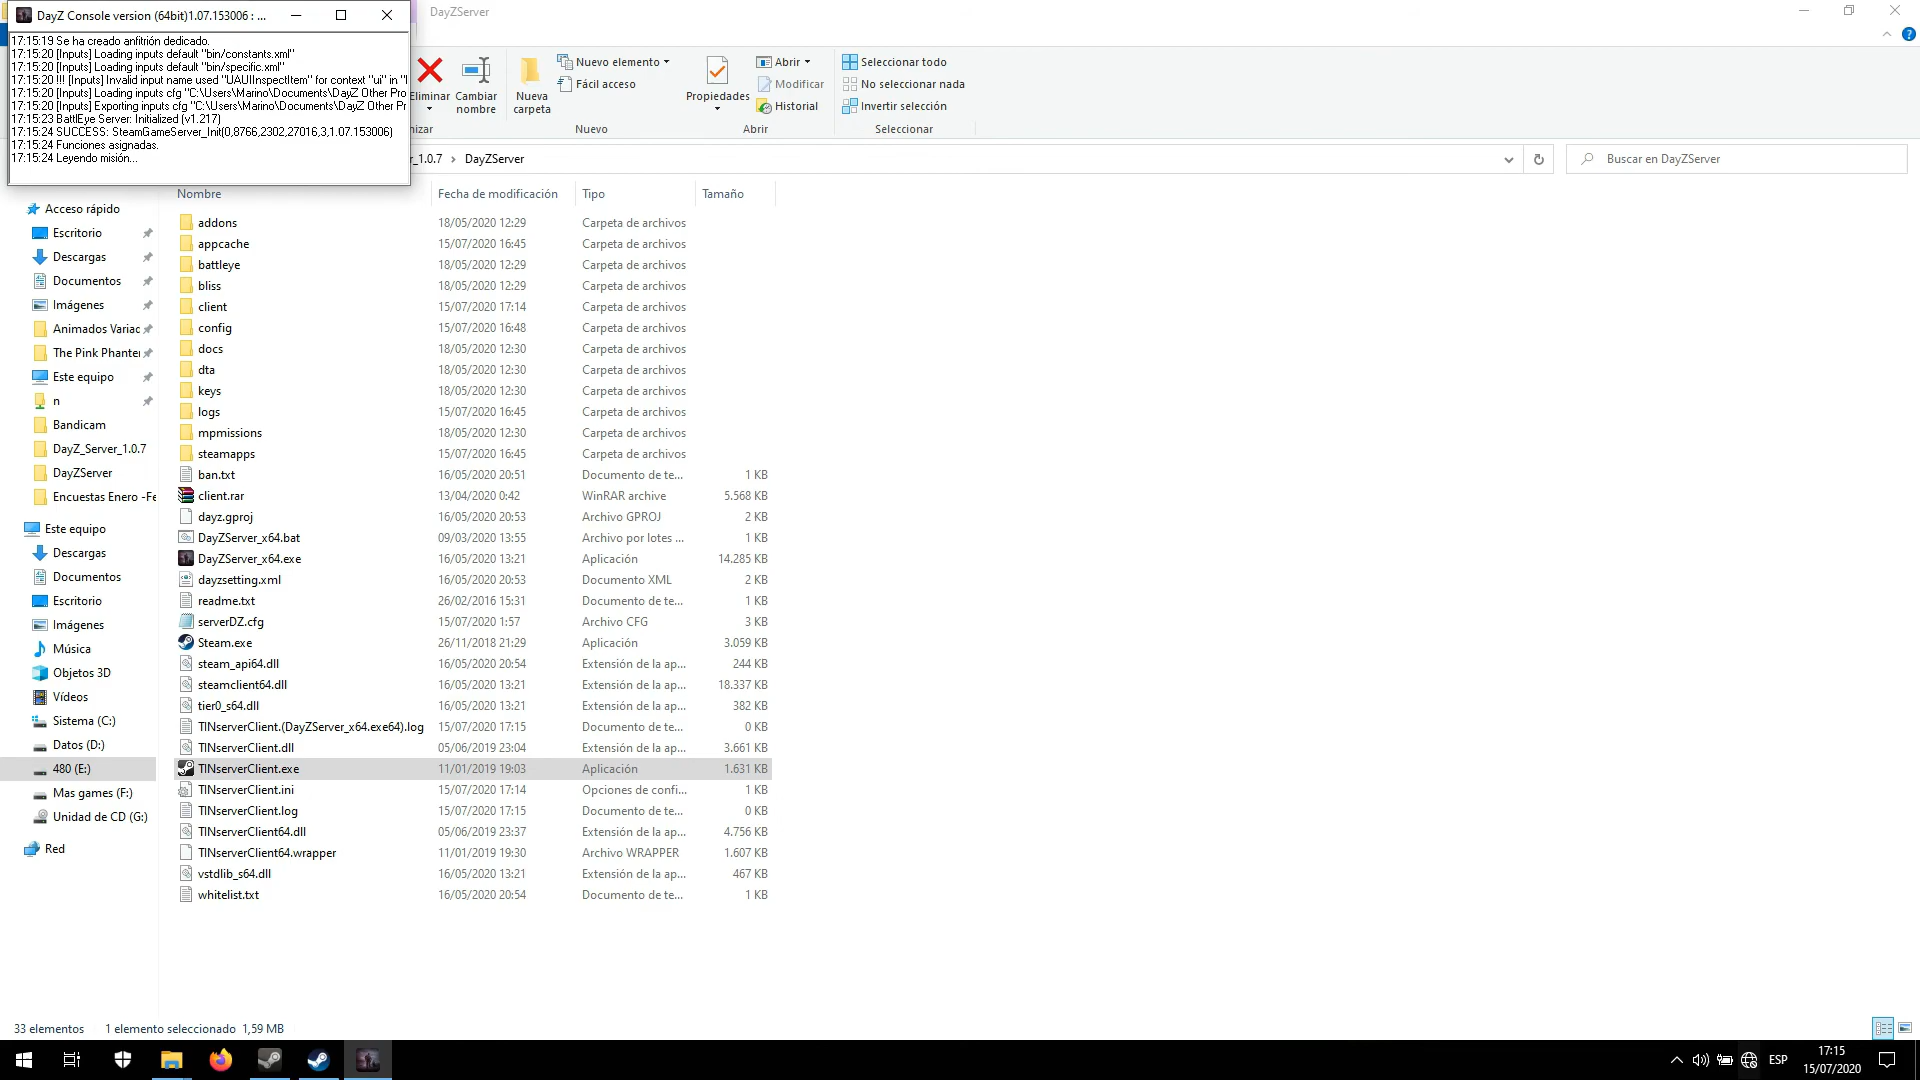 DayZ Console version (64bit)1.07.153006 : ...
DayZServer
17:15:19 Se ha creado anfitrión dedicado.
17:15:20 [Inputs] Loading inputs default "bin/constants.xml"
17:15:20 [Inputs] Loading inputs default "bin/specific.xml"
17:15:20 !!! [Inputs] Invalid input name used "UAUIInspectItem" for context "ui" in "
17:15:20 [Inputs] Loading inputs cfg "C:\Users\Marino\Documents\DayZ Other Pro
17:15:20 [Inputs] Exporting inputs cfg "C:\Users\Marino\Documents\DayZ Other Pr
17:15:23 BattlEye Server: Initialized (v1.217)
17:15:24 SUCCESS: SteamGameServer_Init(0,8766,2302,27016,3,1.07.153006)
17:15:24 Funciones asignadas.
17:15:24 Leyendo misión...
Eliminar
Cambiar nombre
nizar
Nueva carpeta
Nuevo elemento
Fácil acceso
Nuevo
Propiedades
Abrir
Modificar
Historial
Abrir
Seleccionar todo
No seleccionar nada
Invertir selección
Seleccionar
r_1.0.7 > DayZServer
Buscar en DayZServer
Acceso rápido
Escritorio
Descargas
Documentos
Imágenes
Animados Variac
The Pink Phanter
Este equipo
n
Bandicam
DayZ_Server_1.0.7
DayZServer
Encuestas Enero -Fe
Este equipo
Descargas
Documentos
Escritorio
Imágenes
Música
Objetos 3D
Vídeos
Sistema (C:)
Datos (D:)
480 (E:)
Mas games (F:)
Unidad de CD (G:)
Red
Nombre Fecha de modificación Tipo Tamaño
addons 18/05/2020 12:29 Carpeta de archivos
appcache 15/07/2020 16:45 Carpeta de archivos
battleye 18/05/2020 12:29 Carpeta de archivos
bliss 18/05/2020 12:29 Carpeta de archivos
client 15/07/2020 17:14 Carpeta de archivos
config 15/07/2020 16:48 Carpeta de archivos
docs 18/05/2020 12:30 Carpeta de archivos
dta 18/05/2020 12:30 Carpeta de archivos
keys 18/05/2020 12:30 Carpeta de archivos
logs 15/07/2020 16:45 Carpeta de archivos
mpmissions 18/05/2020 12:30 Carpeta de archivos
steamapps 15/07/2020 16:45 Carpeta de archivos
ban.txt 16/05/2020 20:51 Documento de te... 1 KB
client.rar 13/04/2020 0:42 WinRAR archive 5.568 KB
dayz.gproj 16/05/2020 20:53 Archivo GPROJ 2 KB
DayZServer_x64.bat 09/03/2020 13:55 Archivo por lotes ... 1 KB
DayZServer_x64.exe 16/05/2020 13:21 Aplicación 14.285 KB
dayzsetting.xml 16/05/2020 20:53 Documento XML 2 KB
readme.txt 26/02/2016 15:31 Documento de te... 1 KB
serverDZ.cfg 15/07/2020 1:57 Archivo CFG 3 KB
Steam.exe 26/11/2018 21:29 Aplicación 3.059 KB
steam_api64.dll 16/05/2020 20:54 Extensión de la ap... 244 KB
steamclient64.dll 16/05/2020 13:21 Extensión de la ap... 18.337 KB
tier0_s64.dll 16/05/2020 13:21 Extensión de la ap... 382 KB
TINserverClient.(DayZServer_x64.exe64).log 15/07/2020 17:15 Documento de te... 0 KB
TINserverClient.dll 05/06/2019 23:04 Extensión de la ap... 3.661 KB
TINserverClient.exe 11/01/2019 19:03 Aplicación 1.631 KB
TINserverClient.ini 15/07/2020 17:14 Opciones de confi... 1 KB
TINserverClient.log 15/07/2020 17:15 Documento de te... 0 KB
TINserverClient64.dll 05/06/2019 23:37 Extensión de la ap... 4.756 KB
TINserverClient64.wrapper 11/01/2019 19:30 Archivo WRAPPER 1.607 KB
vstdlib_s64.dll 16/05/2020 13:21 Extensión de la ap... 467 KB
whitelist.txt 16/05/2020 20:54 Documento de te... 1 KB
33 elementos 1 elemento seleccionado 1,59 MB
ESP
17:15
15/07/2020